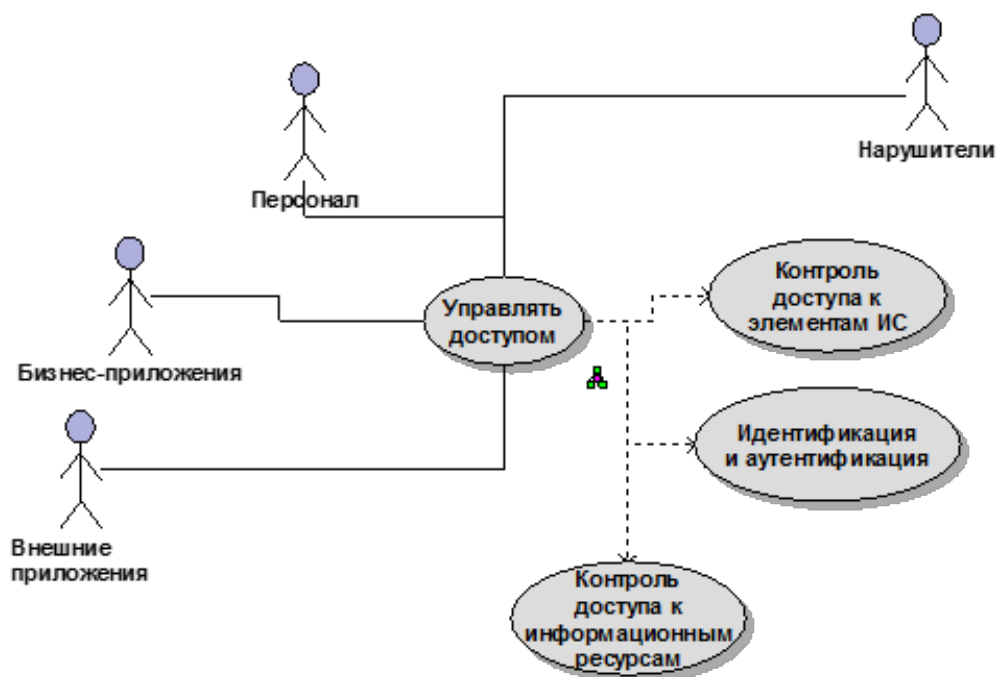 Нарушители
Персонал
Контроль
доступа к
элементам ИС
Управлять
доступом
Бизнес-приложения
Идентификация
и аутентификация
Внешние
приложения
Контроль
доступа к
информационным
ресурсам